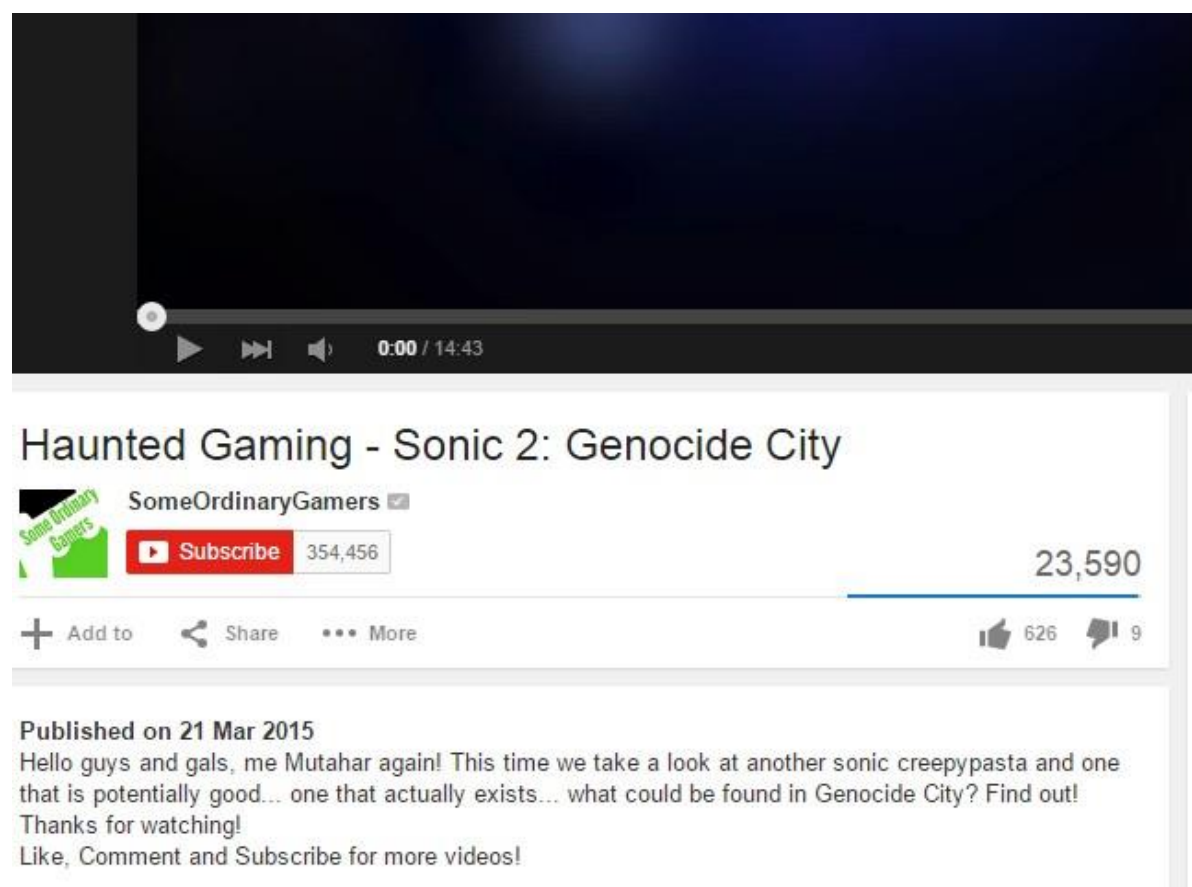 0:00 / 14:43
Haunted Gaming - Sonic 2: Genocide City
Some Ordinary
Gamers
SomeOrdinaryGamers
Subscribe 354,456
23,590
Add to Share More 626 9
Published on 21 Mar 2015
Hello guys and gals, me Mutahar again! This time we take a look at another sonic creepypasta and one
that is potentially good... one that actually exists... what could be found in Genocide City? Find out!
Thanks for watching!
Like, Comment and Subscribe for more videos!